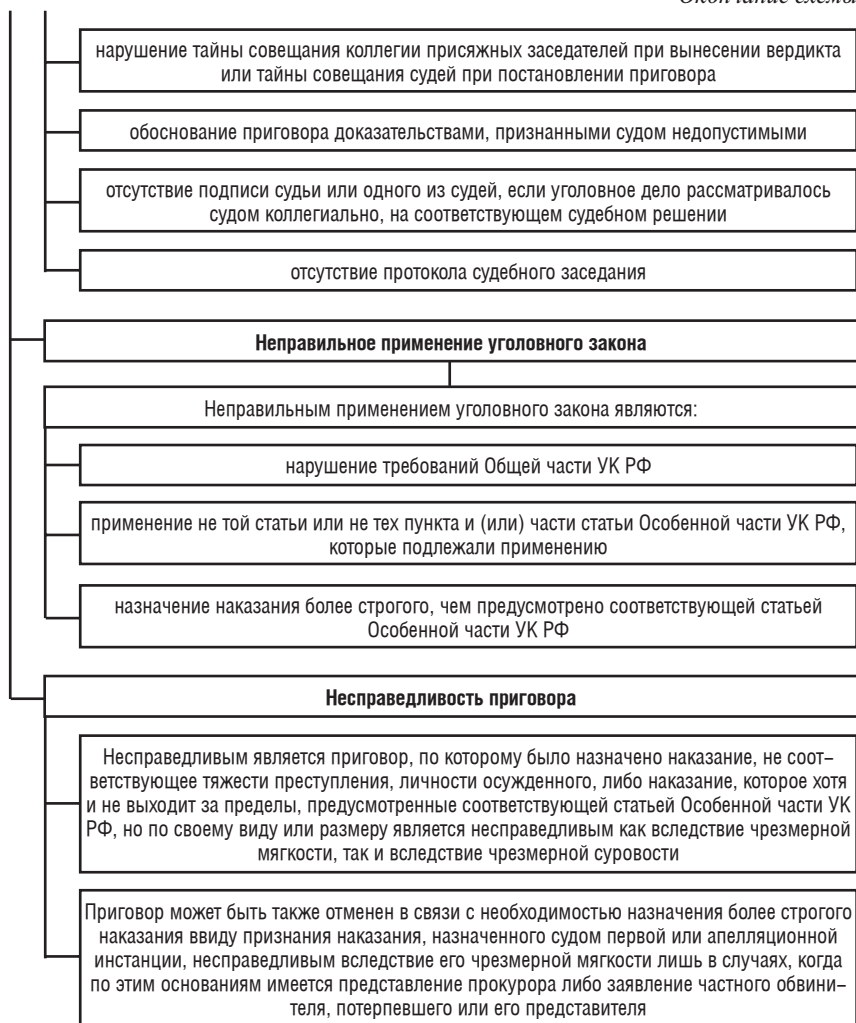 Окончание схемы
нарушение тайны совещания коллегии присяжных заседателей при вынесении вердикта
или тайны совещания судей при постановлении приговора
обоснование приговора доказательствами, признанными судом недопустимыми
отсутствие подписи судьи или одного из судей, если уголовное дело рассматривалось
судом коллегиально, на соответствующем судебном решении
отсутствие протокола судебного заседания
Неправильное применение уголовного закона
Неправильным применением уголовного закона являются:
нарушение требований Общей части УК РФ
применение не той статьи или не тех пункта и (или) части статьи Особенной части УК РФ,
которые подлежали применению
назначение наказания более строгого, чем предусмотрено соответствующей статьей
Особенной части УК РФ
Несправедливость приговора
Несправедливым является приговор, по которому было назначено наказание, не соот-
ветствующее тяжести преступления, личности осужденного, либо наказание, которое хотя
и не выходит за пределы, предусмотренные соответствующей статьей Особенной части УК
РФ, но по своему виду или размеру является несправедливым как вследствие чрезмерной
мягкости, так и вследствие чрезмерной суровости
Приговор может быть также отменен в связи с необходимостью назначения более строгого
наказания ввиду признания наказания, назначенного судом первой или апелляционной
инстанции, несправедливым вследствие его чрезмерной мягкости лишь в случаях, когда
по этим основаниям имеется представление прокурора либо заявление частного обвини-
теля, потерпевшего или его представителя